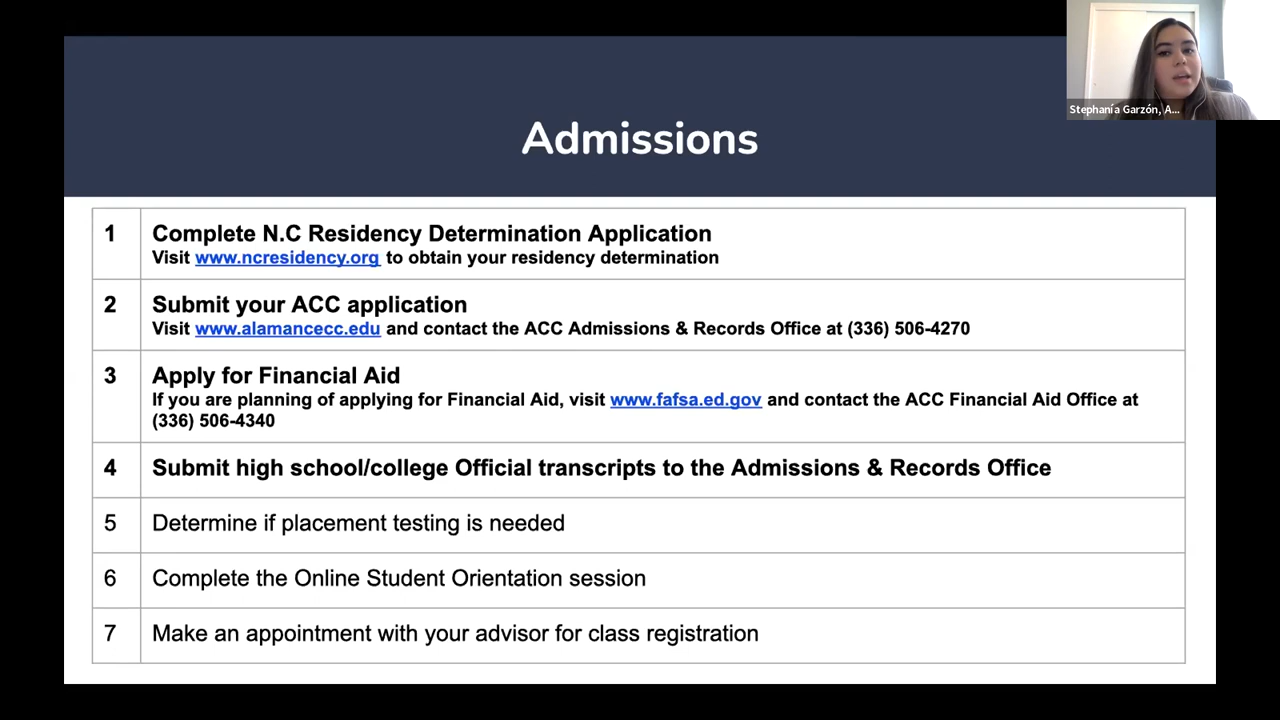 Stephanía Garzón, A...
Admissions
1 Complete N.C Residency Determination Application
Visit www.ncresidency.org to obtain your residency determination
2 Submit your ACC application
Visit www.alamancecc.edu and contact the ACC Admissions & Records Office at (336) 506-4270
3 Apply for Financial Aid
If you are planning of applying for Financial Aid, visit www.fafsa.ed.gov and contact the ACC Financial Aid Office at
(336) 506-4340
4 Submit high school/college Official transcripts to the Admissions & Records Office
5 Determine if placement testing is needed
6 Complete the Online Student Orientation session
7 Make an appointment with your advisor for class registration